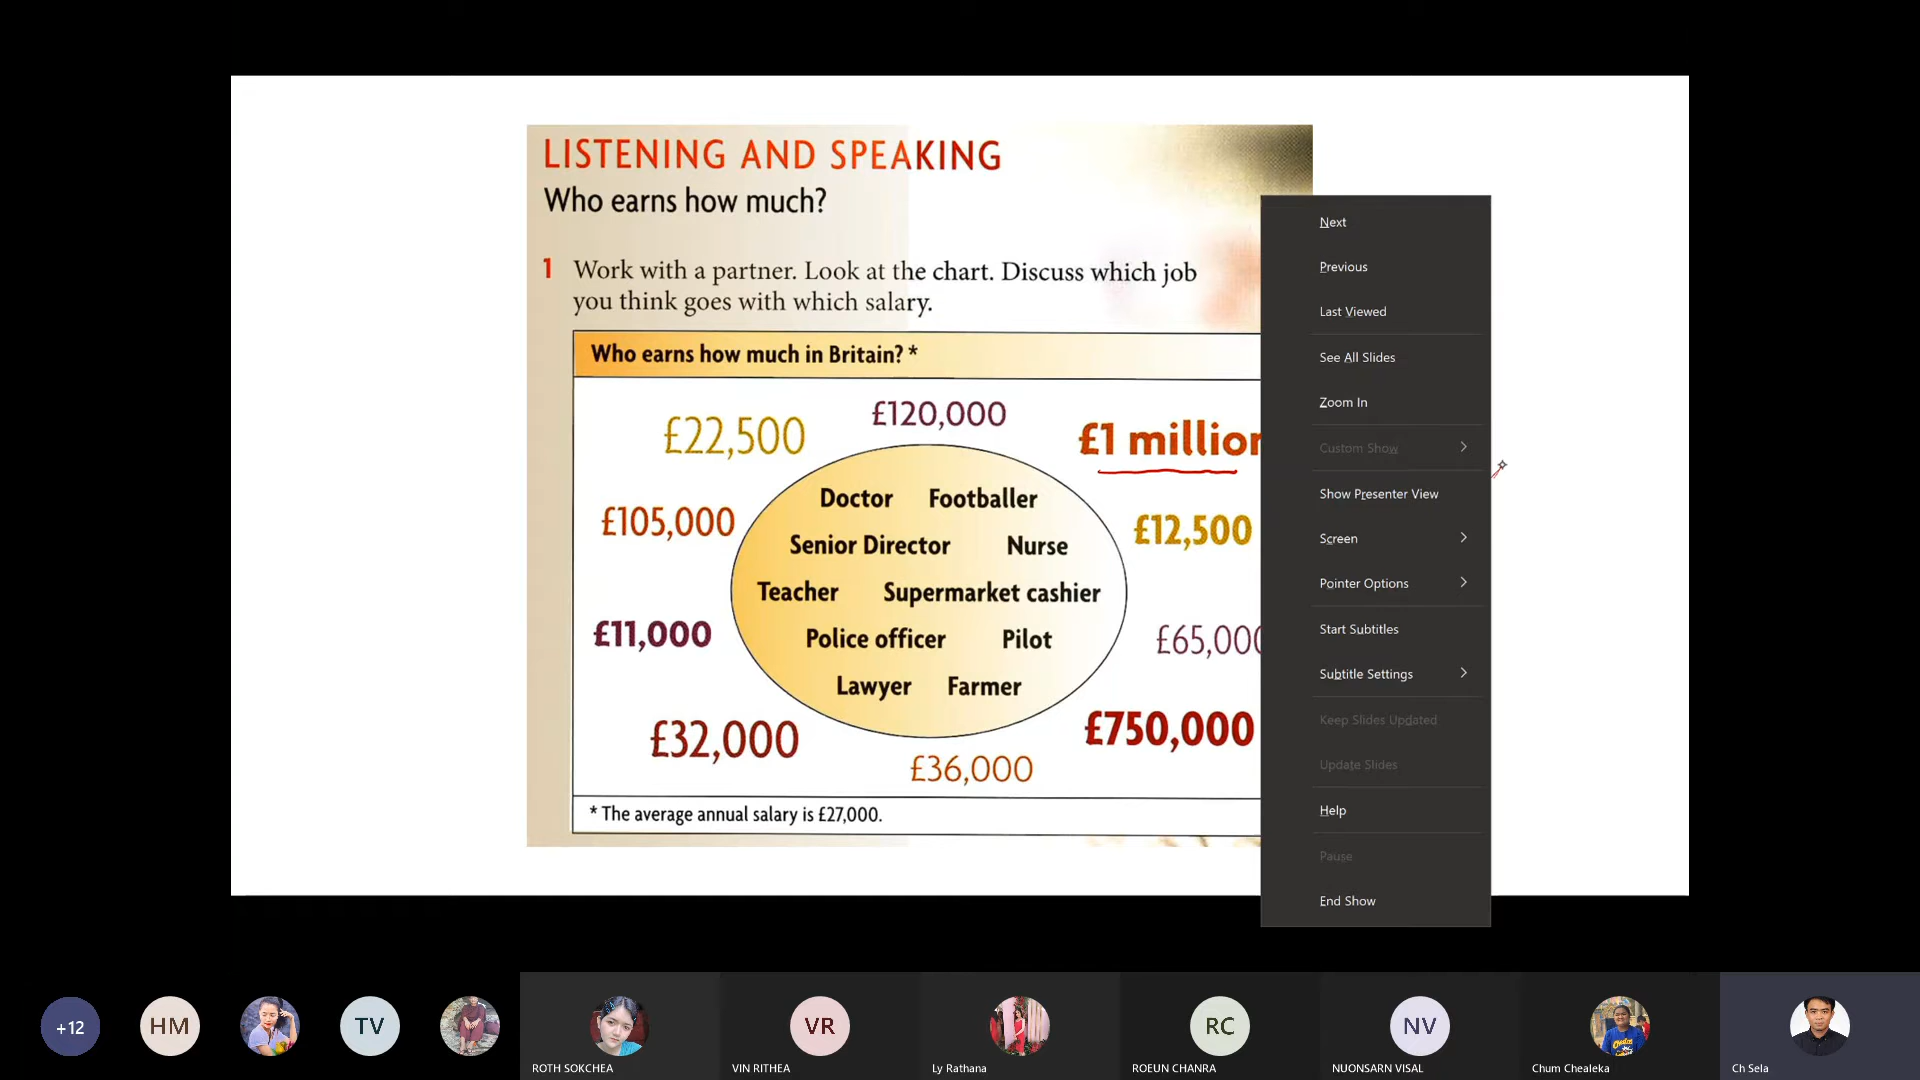 LISTENING AND SPEAKING
Who earns how much?
1 Work with a partner. Look at the chart. Discuss which job
you think goes with which salary.
Who earns how much in Britain? *
£22,500
£120,000
£1 million
£105,000
£12,500
£11,000
£65,000
£32,000
£36,000
£750,000
Doctor Footballer
Senior Director Nurse
Teacher Supermarket cashier
Police officer Pilot
Lawyer Farmer
* The average annual salary is £27,000.
Next
Previous
Last Viewed
See All Slides
Zoom In
Custom Show
Show Presenter View
Screen
Pointer Options
Start Subtitles
Subtitle Settings
Keep Slides Updated
Update Slides
Help
Pause
End Show
+12
HM
TV
VR
RC
NV
ROTH SOKCHEA
VIN RITHEA
Ly Rathana
ROEUN CHANRA
NUONSARN VISAL
Chum Chealeka
Ch Sela